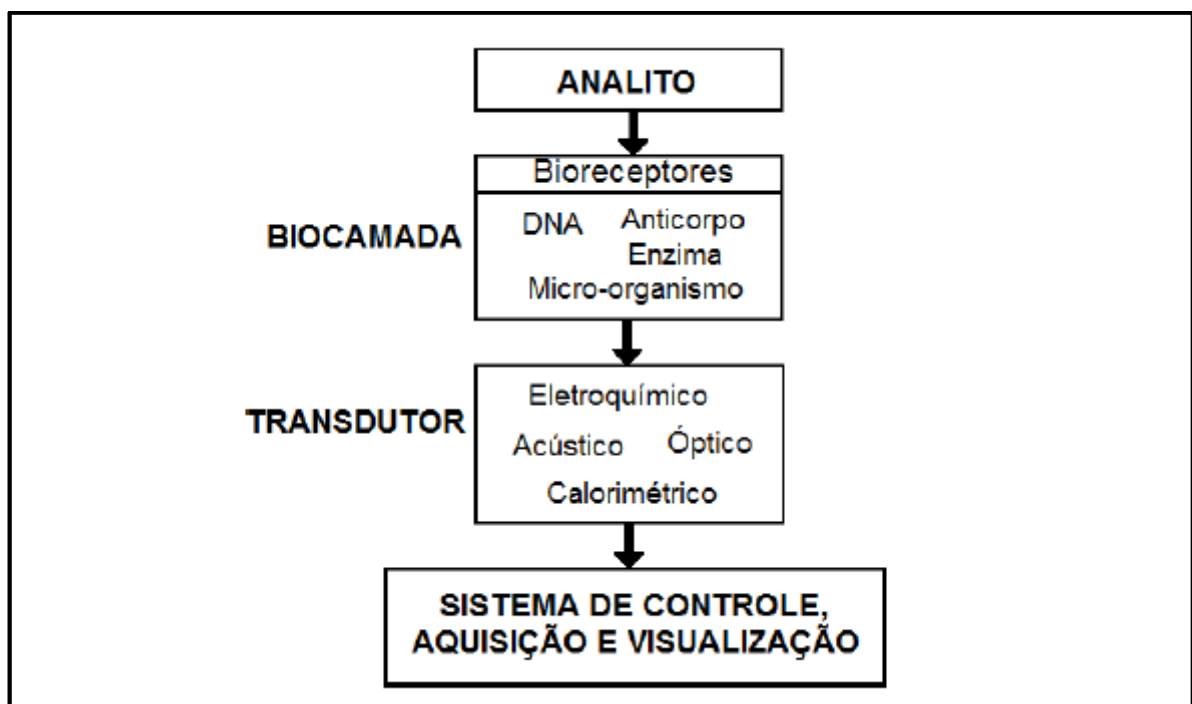 ANALITO
Bioreceptores
BIOCAMADA
DNA Anticorpo
Enzima
Micro-organismo
TRANSDUTOR
Eletroquímico
Acústico Óptico
Calorimétrico
SISTEMA DE CONTROLE,
AQUISIÇÃO E VISUALIZAÇÃO